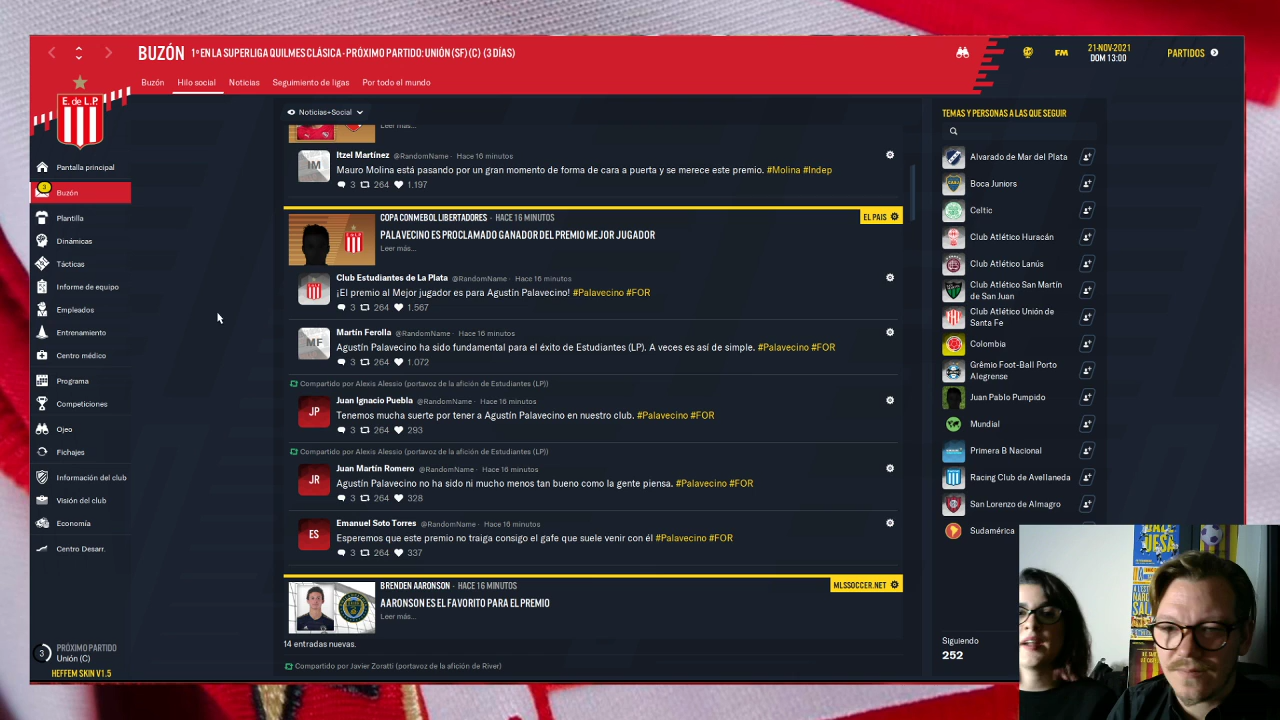 BUZÓN
1º EN LA SUPERLIGA QUILMES CLÁSICA - PRÓXIMO PARTIDO: UNIÓN (SF) (C) (3 DÍAS)
FM
21-NOV-2021
DOM 13:00
PARTIDOS
Buzón
Hilo social
Noticias
Seguimiento de ligas
Por todo el mundo
E. de L.P.
Pantalla principal
3
Buzón
Plantilla
Dinámicas
Tácticas
Informe de equipo
Empleados
Entrenamiento
Centro médico
Programa
Competiciones
Ojeo
Fichajes
Información del club
Visión del club
Economía
Centro Desarr.
3
PRÓXIMO PARTIDO
Unión (C)
HEFFEM SKIN V1.5
Noticias+Social
Leer más...
IM
Itzel Martínez @RandomName · Hace 16 minutos
Mauro Molina está pasando por un gran momento de forma de cara a puerta y se merece este premio. #Molina #Indep
3 264 1.197
COPA CONMEBOL LIBERTADORES - HACE 16 MINUTOS
EL PAIS
PALAVECINO ES PROCLAMADO GANADOR DEL PREMIO MEJOR JUGADOR
Leer más...
Club Estudiantes de La Plata @RandomName · Hace 16 minutos
¡El premio al Mejor jugador es para Agustín Palavecino! #Palavecino #FOR
3 264 1.567
MF
Martín Ferolla @RandomName · Hace 16 minutos
Agustín Palavecino ha sido fundamental para el éxito de Estudiantes (LP). A veces es así de simple. #Palavecino #FOR
3 264 1.072
Compartido por Alexis Alessio (portavoz de la afición de Estudiantes (LP))
JP
Juan Ignacio Puebla @RandomName · Hace 16 minutos
Tenemos mucha suerte por tener a Agustín Palavecino en nuestro club. #Palavecino #FOR
3 264 293
Compartido por Alexis Alessio (portavoz de la afición de Estudiantes (LP))
JR
Juan Martín Romero @RandomName · Hace 16 minutos
Agustín Palavecino no ha sido ni mucho menos tan bueno como la gente piensa. #Palavecino #FOR
3 264 328
ES
Emanuel Soto Torres @RandomName · Hace 16 minutos
Esperemos que este premio no traiga consigo el gafe que suele venir con él #Palavecino #FOR
3 264 337
BRENDEN AARONSON - HACE 16 MINUTOS
MLSSOCCER.NET
AARONSON ES EL FAVORITO PARA EL PREMIO
Leer más...
14 entradas nuevas.
Compartido por Javier Zoratti (portavoz de la afición de River)
TEMAS Y PERSONAS A LAS QUE SEGUIR
Alvarado de Mar del Plata
Boca Juniors
Celtic
Club Atlético Huracán
Club Atlético Lanús
Club Atlético San Martín
de San Juan
Club Atlético Unión de
Santa Fe
Colombia
Grêmio Foot-Ball Porto
Alegrense
Juan Pablo Pumpido
Mundial
Primera B Nacional
Racing Club de Avellaneda
San Lorenzo de Almagro
Sudamérica
Siguiendo
252